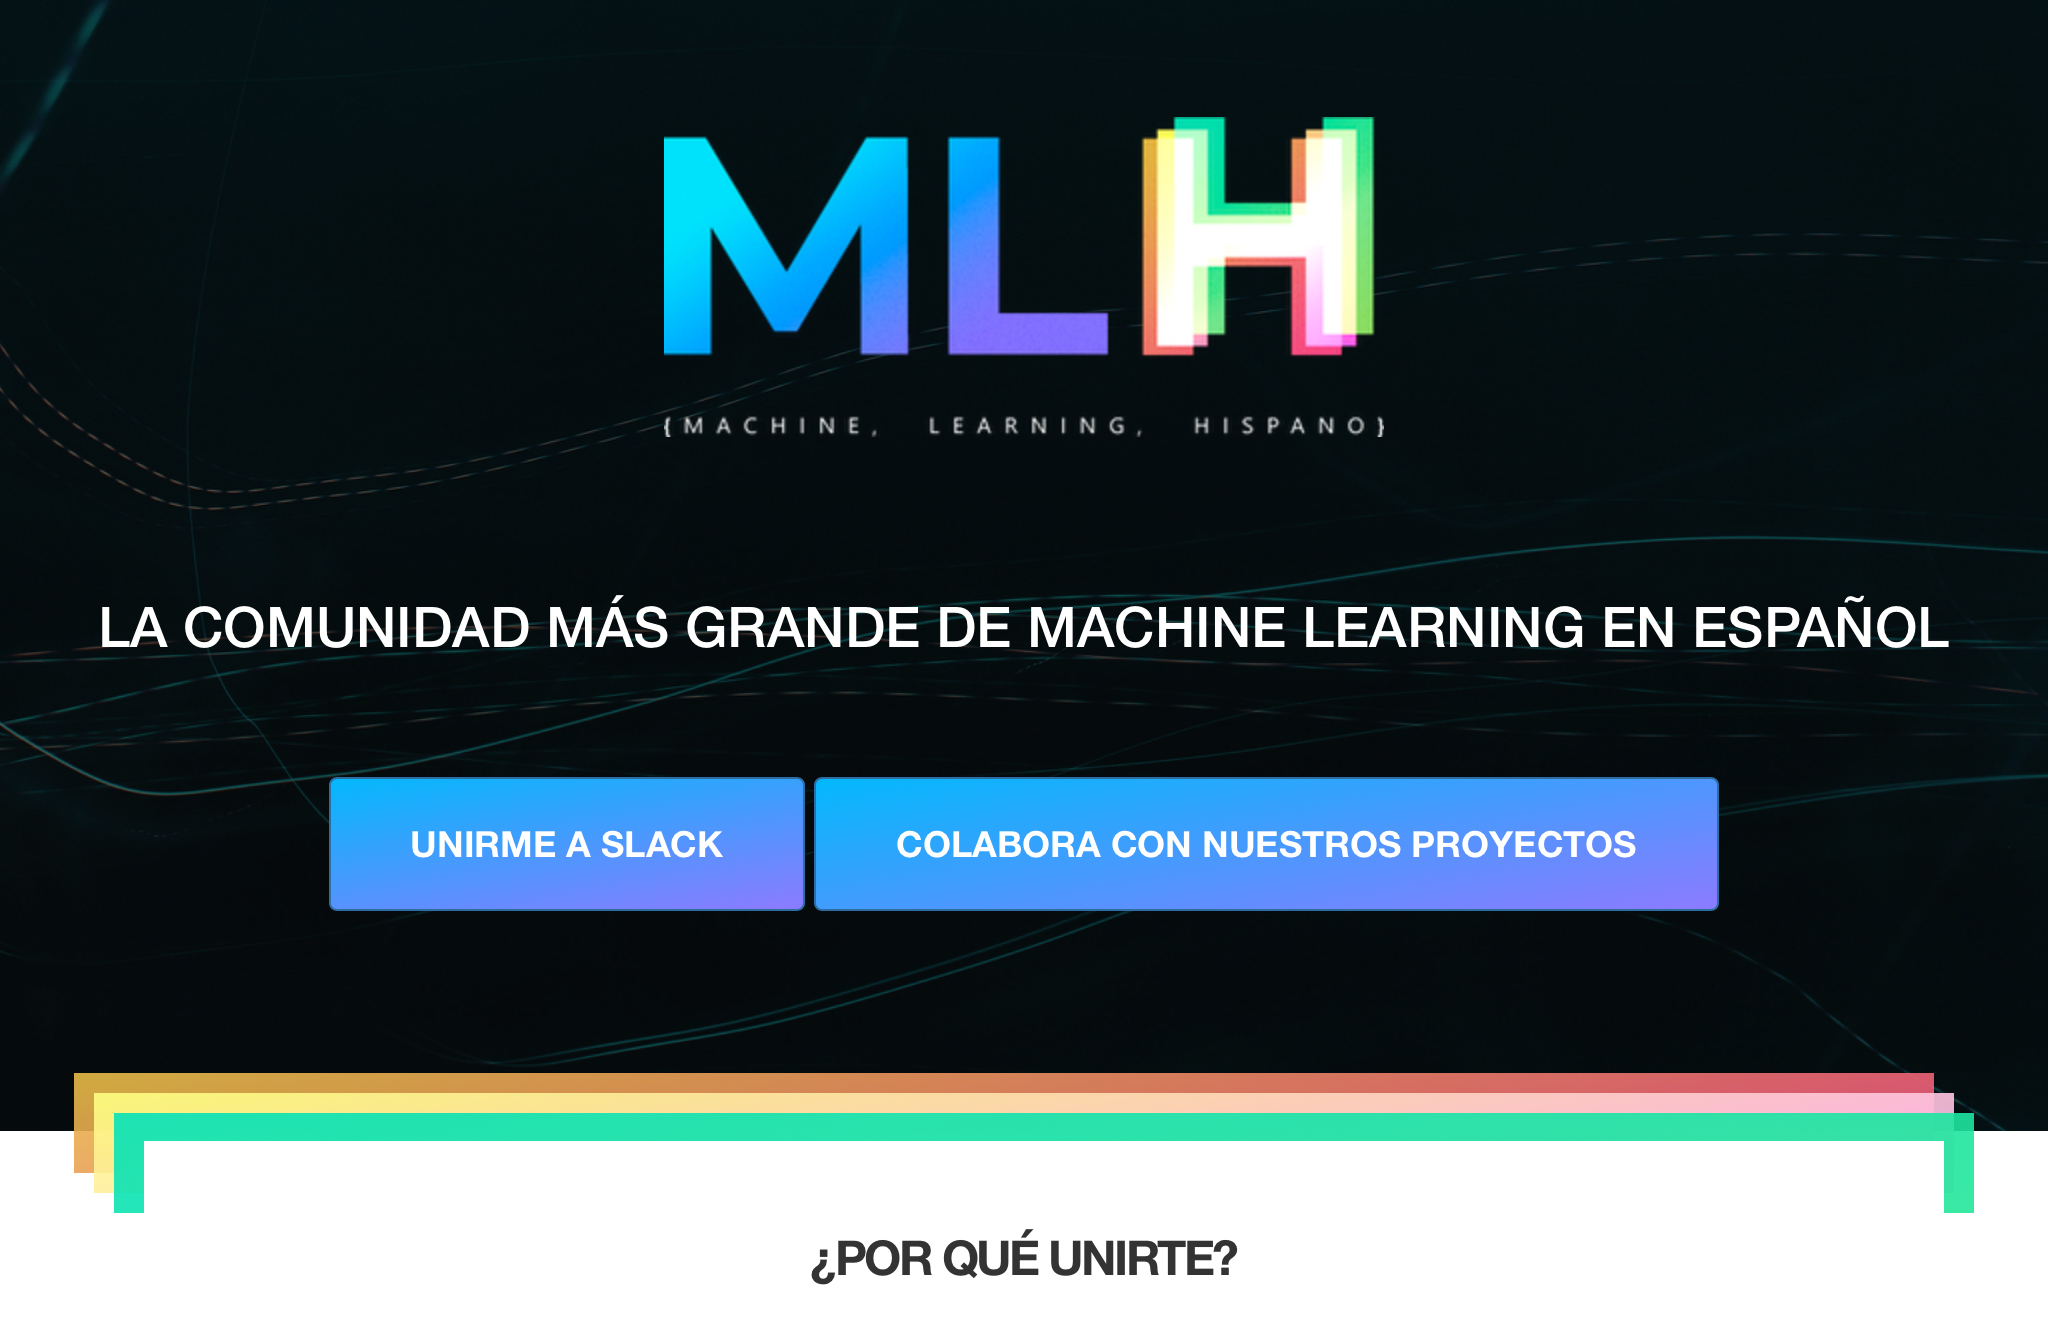 MLH
{MACHINE, LEARNING, HISPANO}
LA COMUNIDAD MÁS GRANDE DE MACHINE LEARNING EN ESPAÑOL
UNIRME A SLACK
COLABORA CON NUESTROS PROYECTOS
¿POR QUÉ UNIRTE?